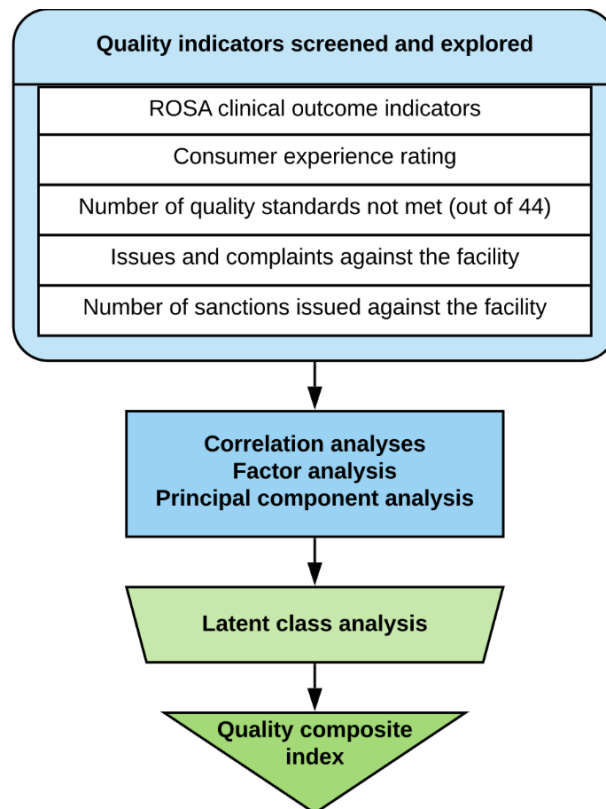 Quality indicators screened and explored
ROSA clinical outcome indicators
Consumer experience rating
Number of quality standards not met (out of 44)
Issues and complaints against the facility
Number of sanctions issued against the facility
Correlation analyses
Factor analysis
Principal component analysis
Latent class analysis
Quality composite
index